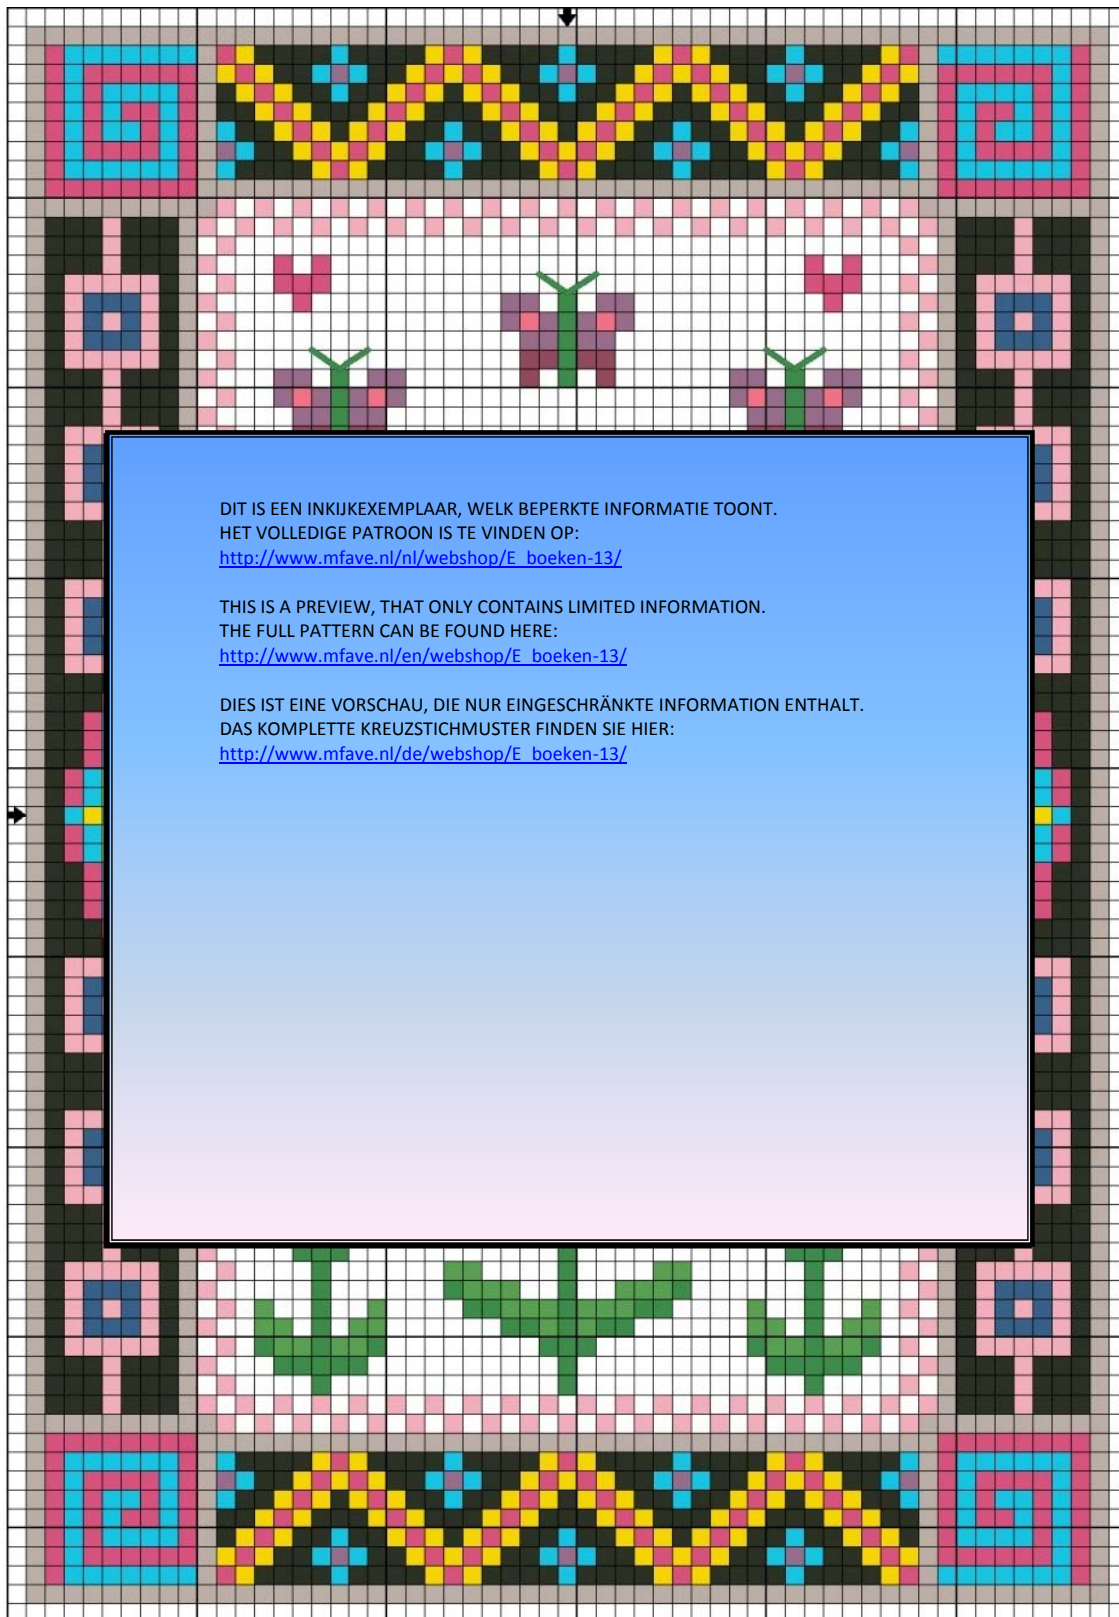 DIT IS EEN INKIJKEXEMPLAAR, WELK BEPERKTE INFORMATIE TOONT.
HET VOLLEDIGE PATROON IS TE VINDEN OP:
http://www.mfave.nl/nl/webshop/E_boeken-13/
THIS IS A PREVIEW, THAT ONLY CONTAINS LIMITED INFORMATION.
THE FULL PATTERN CAN BE FOUND HERE:
http://www.mfave.nl/en/webshop/E_boeken-13/
DIES IST EINE VORSCHAU, DIE NUR EINGESCHRÄNKTE INFORMATION ENTHALT.
DAS KOMPLETTE KREUZSTICHMUSTER FINDEN SIE HIER:
http://www.mfave.nl/de/webshop/E_boeken-13/